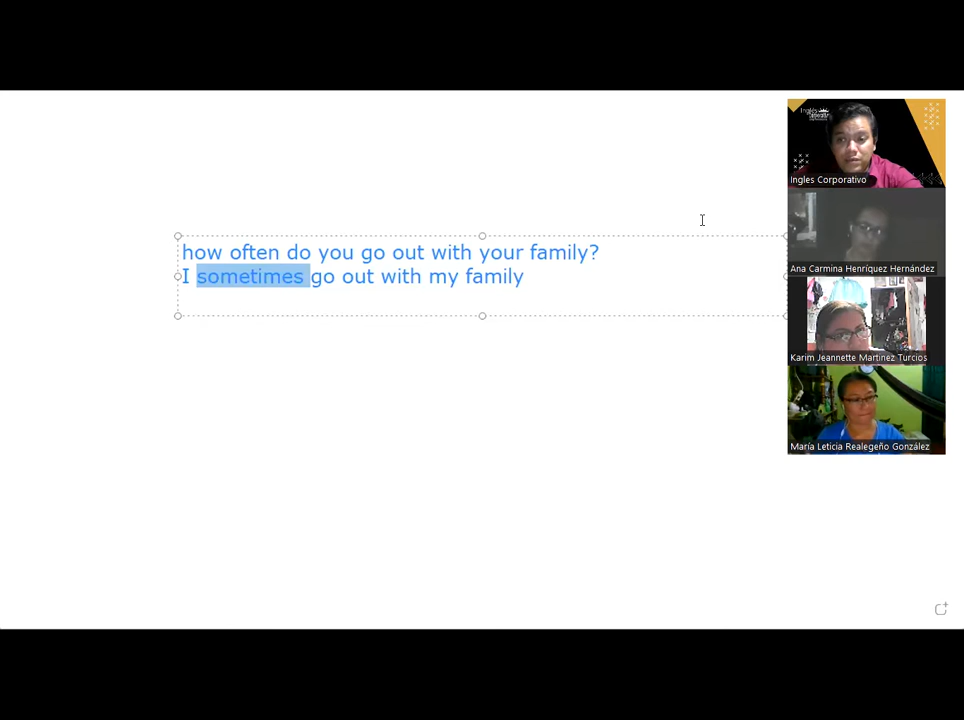 how often do you go out with your family?
I sometimes go out with my family
Ingles Corporativo
Ana Carmina Henríquez Hernández
Karim Jeannette Martinez Turcios
María Leticia Realegeño González